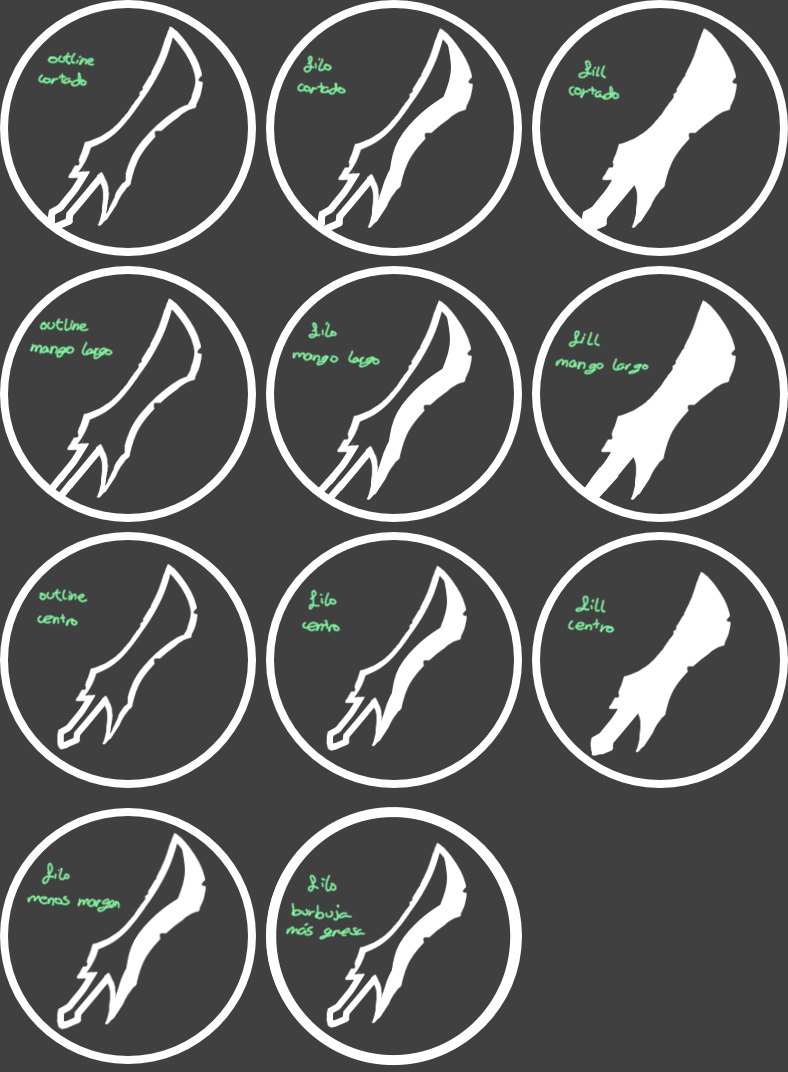 outline
cortado
filo
cortado
fill
cortado
outline
mango largo
filo
mango largo
fill
mango largo
outline
centro
filo
centro
fill
centro
filo
menos margen
filo
burbuja
más gruesa